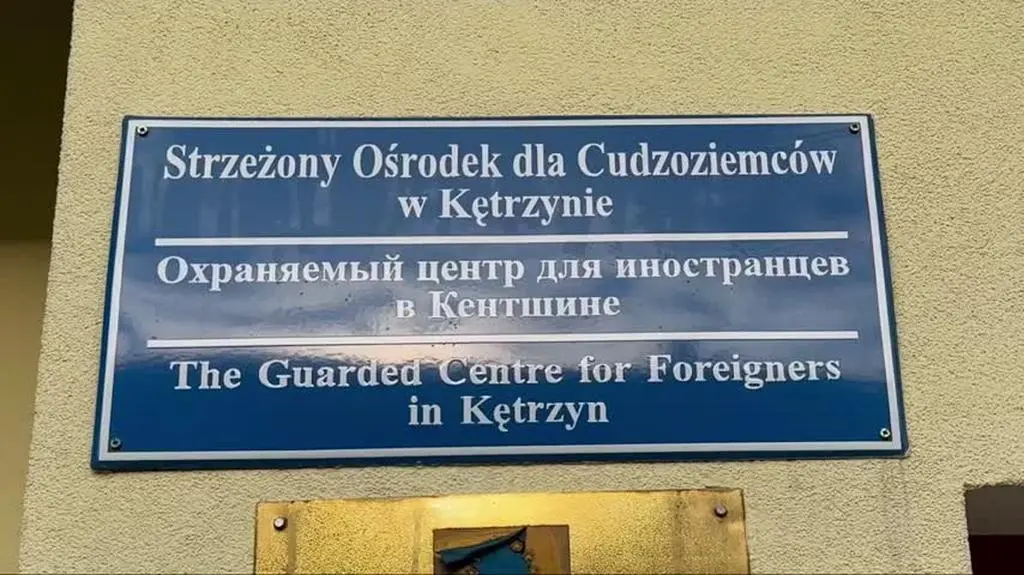 Strzeżony Ośrodek dla Cudzoziemców
w Kętrzynie
Охраняемый центр для иностранцев
в Кентшине
The Guarded Centre for Foreigners
in Kętrzyn